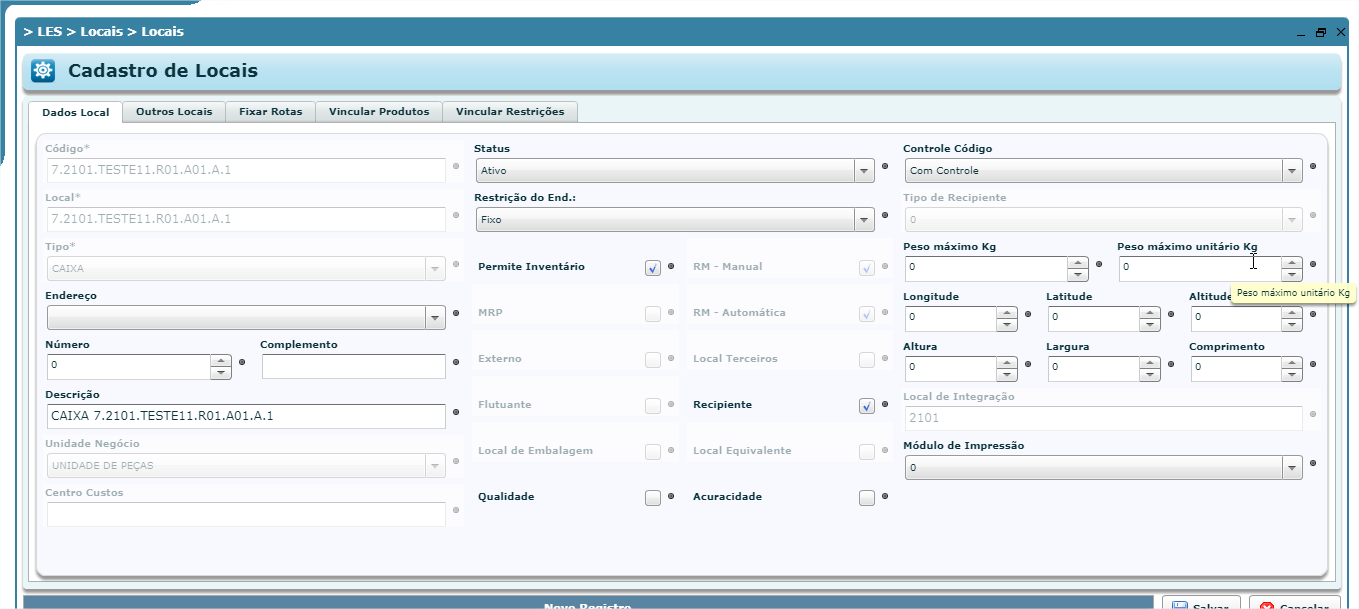 > LES > Locais > Locais
Cadastro de Locais
Dados Local Outros Locais Fixar Rotas Vincular Produtos Vincular Restrições
Código*
7.2101.TESTE11.R01.A01.A.1
Local*
7.2101.TESTE11.R01.A01.A.1
Tipo*
CAIXA
Endereço
Número Complemento
0
Descrição
CAIXA 7.2101.TESTE11.R01.A01.A.1
Unidade Negócio
UNIDADE DE PEÇAS
Centro Custos
Status
Ativo
Restrição do End.:
Fixo
Permite Inventário RM - Manual
MRP RM - Automática
Externo Local Terceiros
Flutuante Recipiente
Local de Embalagem Local Equivalente
Qualidade Acuracidade
Controle Código
Com Controle
Tipo de Recipiente
0
Peso máximo Kg Peso máximo unitário Kg
0 0
Peso máximo unitário Kg
Longitude Latitude Altitude
0 0 0
Altura Largura Comprimento
0 0 0
Local de Integração
2101
Módulo de Impressão
0
Novo Registro Salvar Cancelar